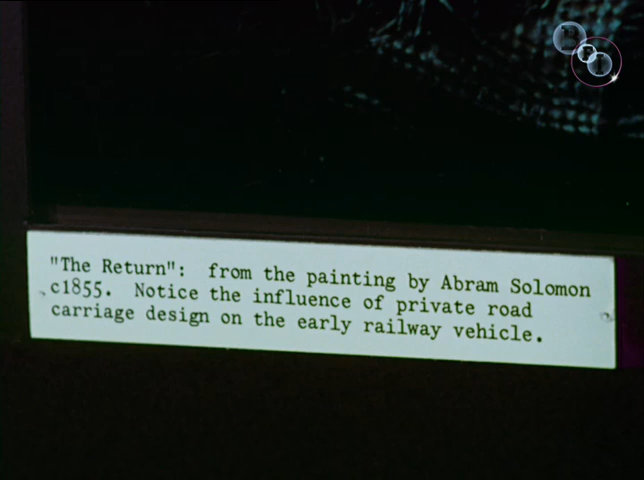 BFI
"The Return": from the painting by Abram Solomon
c1855. Notice the influence of private road
carriage design on the early railway vehicle.